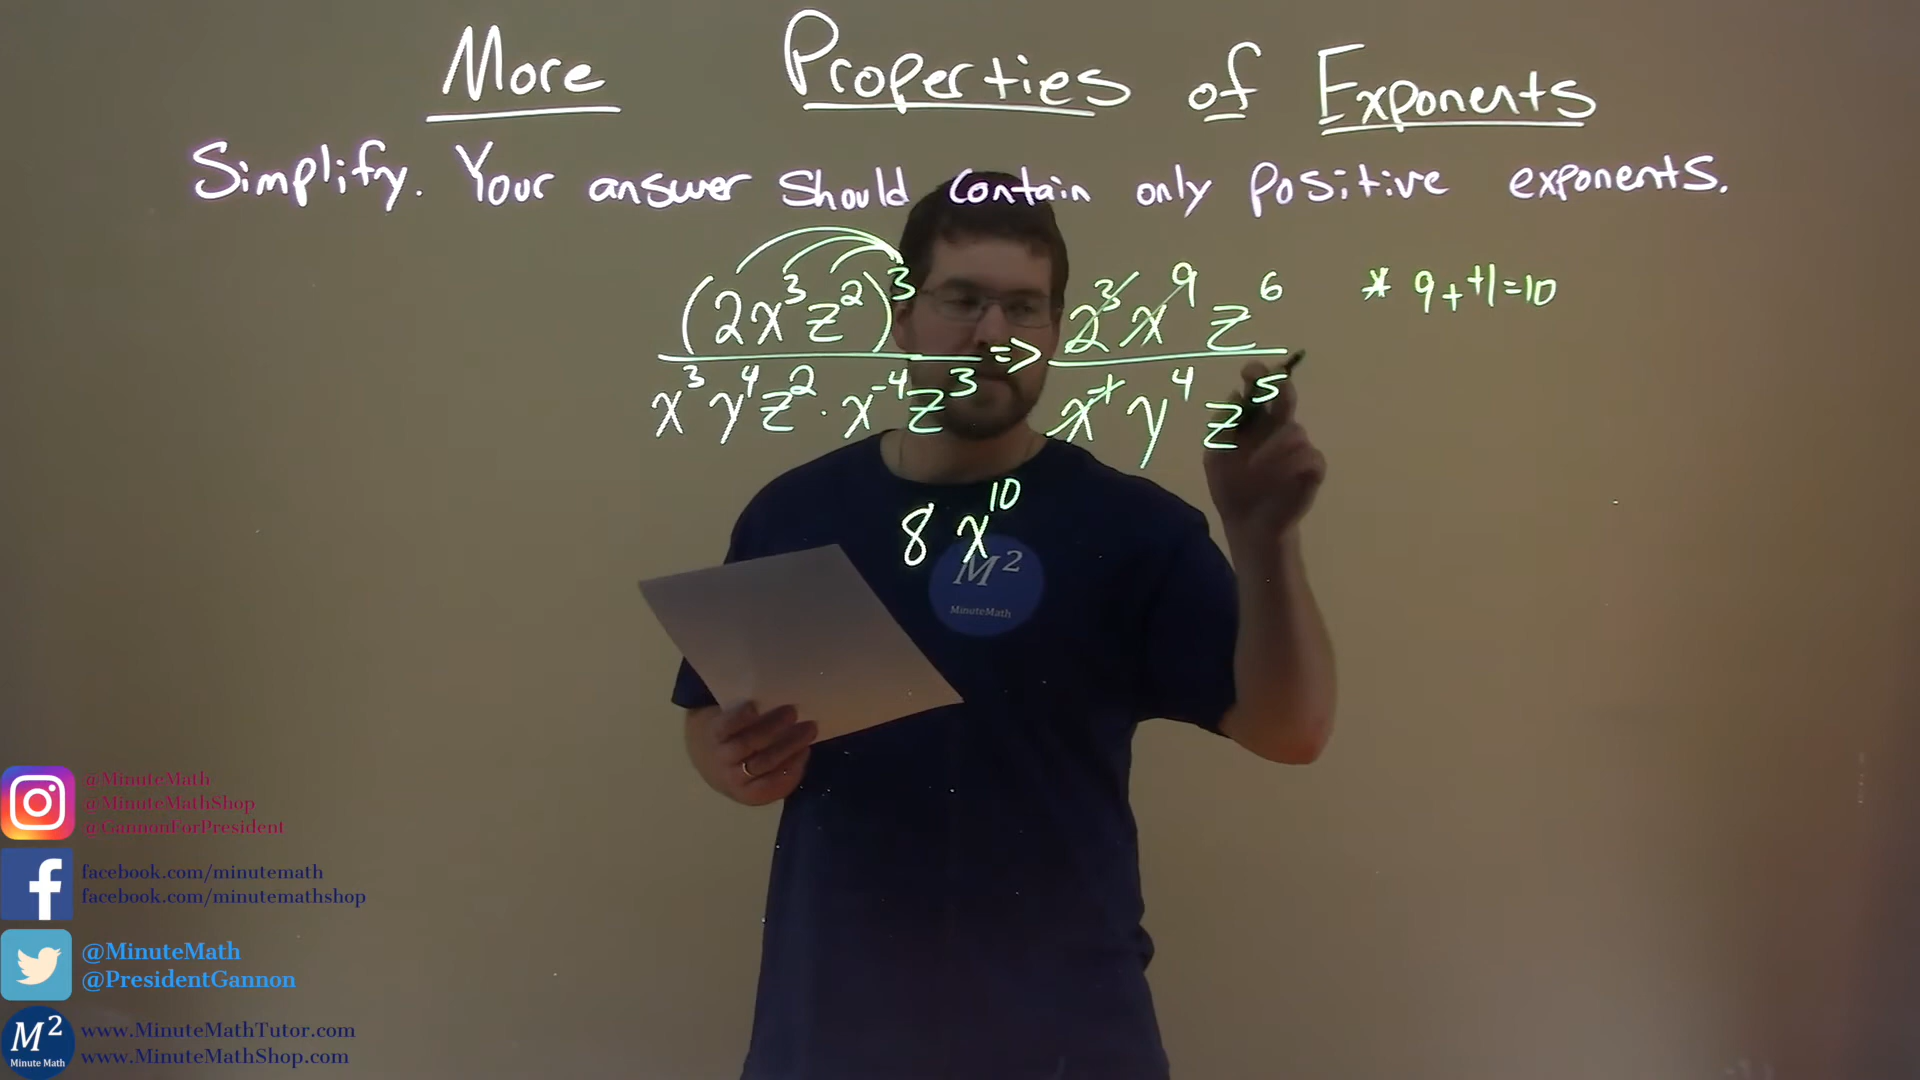 More Properties of Exponents
Simplify. Your answer should contain only positive exponents.
(2x³z²)³ => 2³x⁹z⁶ * 9++1=10
x³y⁴z²·x⁻⁴z³ x⁻¹y⁴z⁵
8x¹⁰
M²
MinuteMath
@MinuteMath
@MinuteMathShop
@GannonForPresident
facebook.com/minutemath
facebook.com/minutemathshop
@MinuteMath
@PresidentGannon
M²
Minute Math
www.MinuteMathTutor.com
www.MinuteMathShop.com